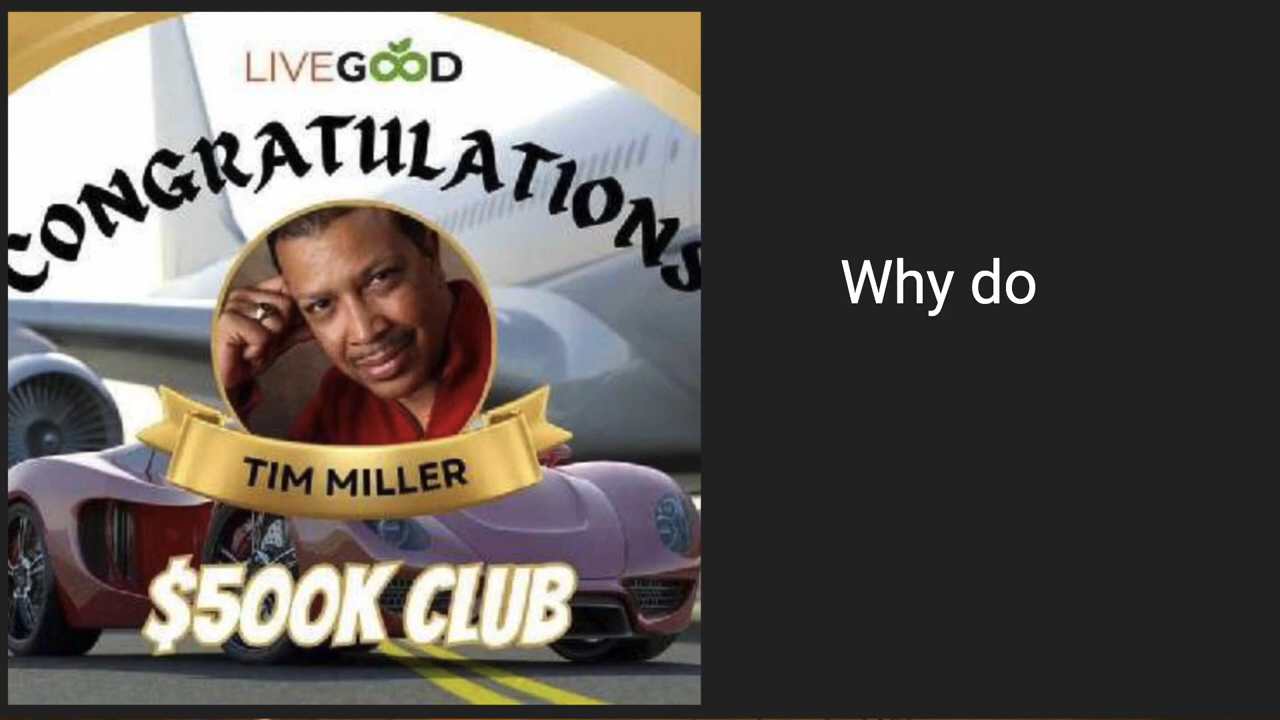 LIVEGOOD
CONGRATULATIONS
TIM MILLER
$500K CLUB
Why do